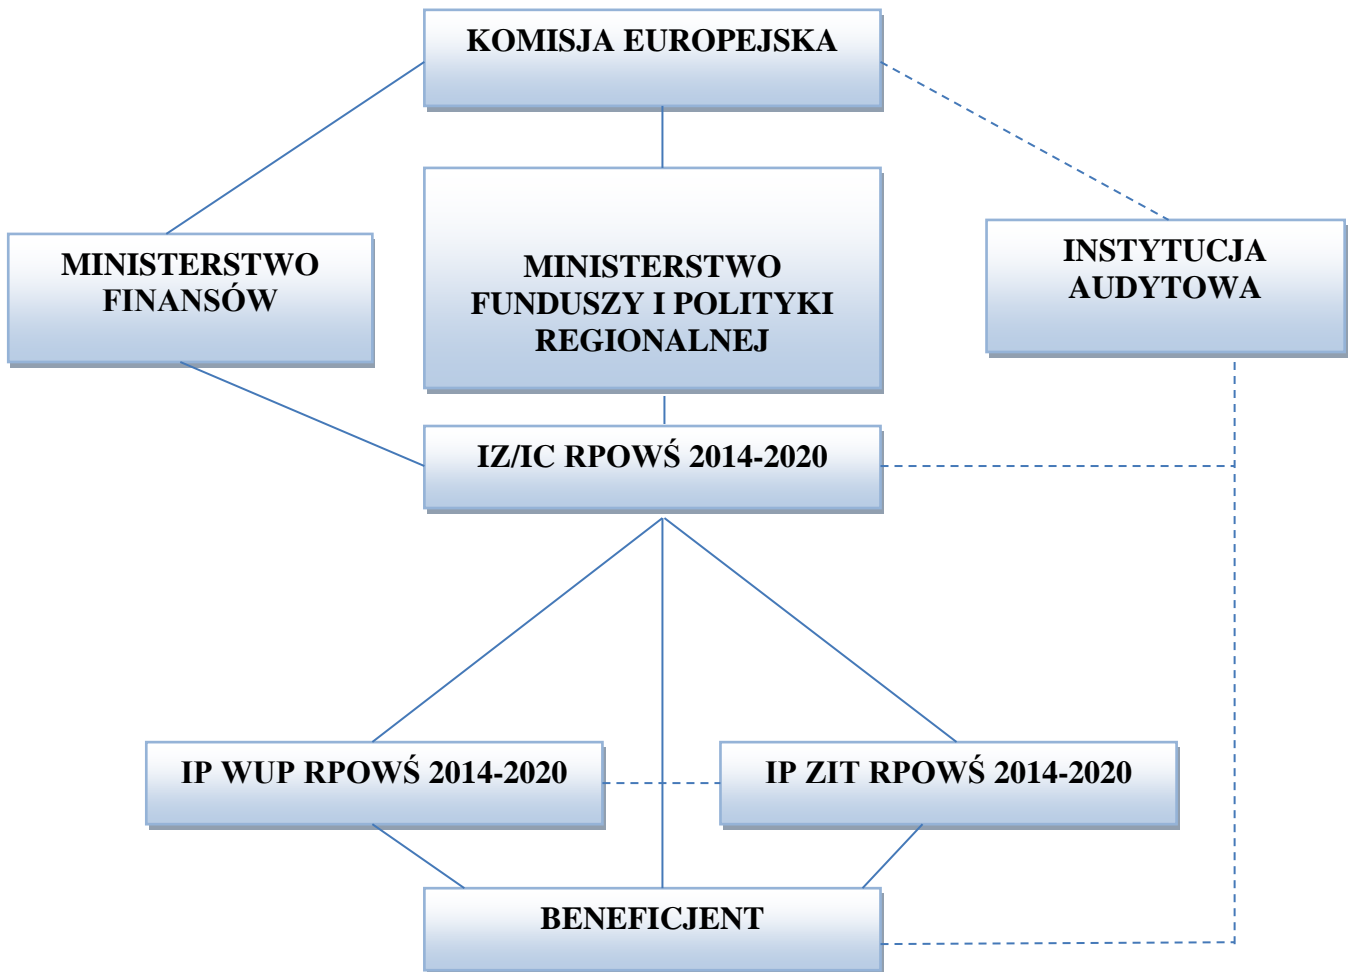 KOMISJA EUROPEJSKA
MINISTERSTWO
FINANSÓW
MINISTERSTWO
FUNDUSZY I POLITYKI
REGIONALNEJ
INSTYTUCJA
AUDYTOWA
IZ/IC RPOWŚ 2014-2020
IP WUP RPOWŚ 2014-2020
IP ZIT RPOWŚ 2014-2020
BENEFICJENT